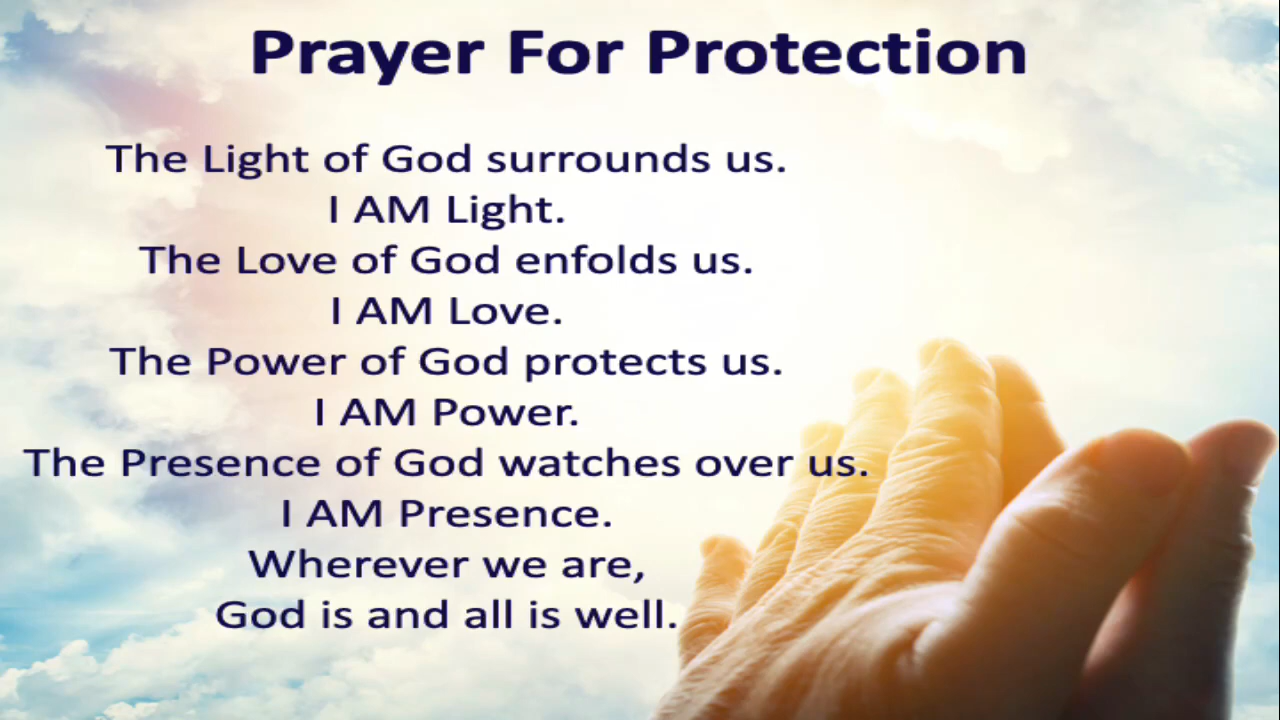 Prayer For Protection
The Light of God surrounds us.
I AM Light.
The Love of God enfolds us.
I AM Love.
The Power of God protects us.
I AM Power.
The Presence of God watches over us.
I AM Presence.
Wherever we are,
God is and all is well.